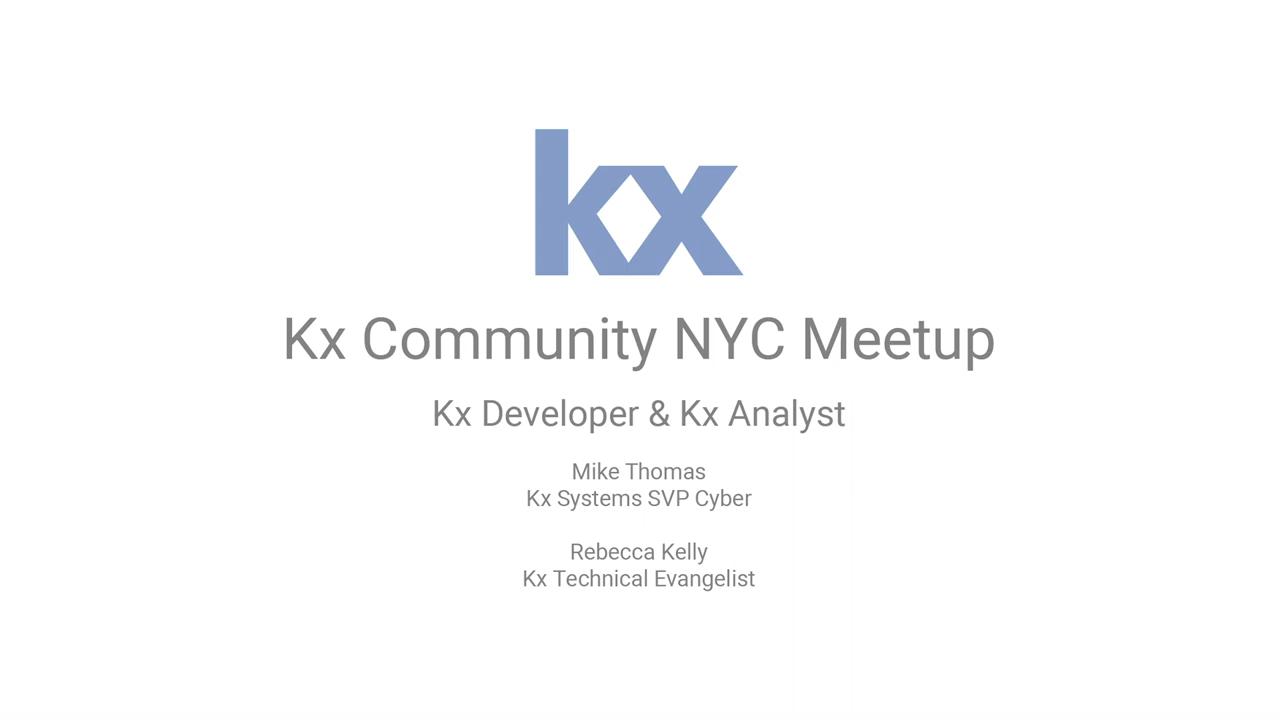 kx
Kx Community NYC Meetup
Kx Developer & Kx Analyst
Mike Thomas
Kx Systems SVP Cyber
Rebecca Kelly
Kx Technical Evangelist